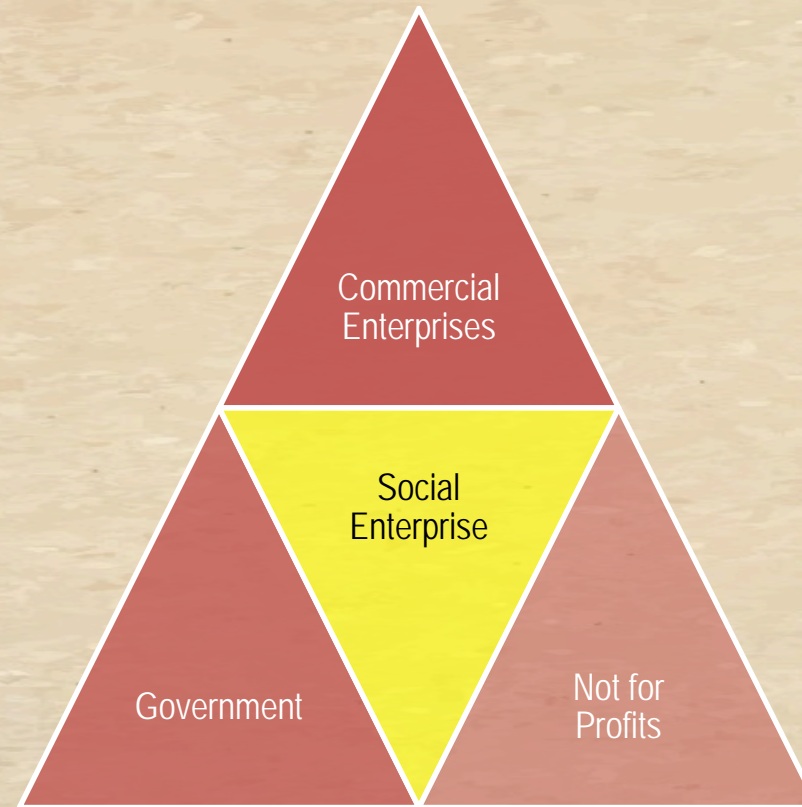 Commercial
Enterprises
Social
Enterprise
Government
Not for
Profits